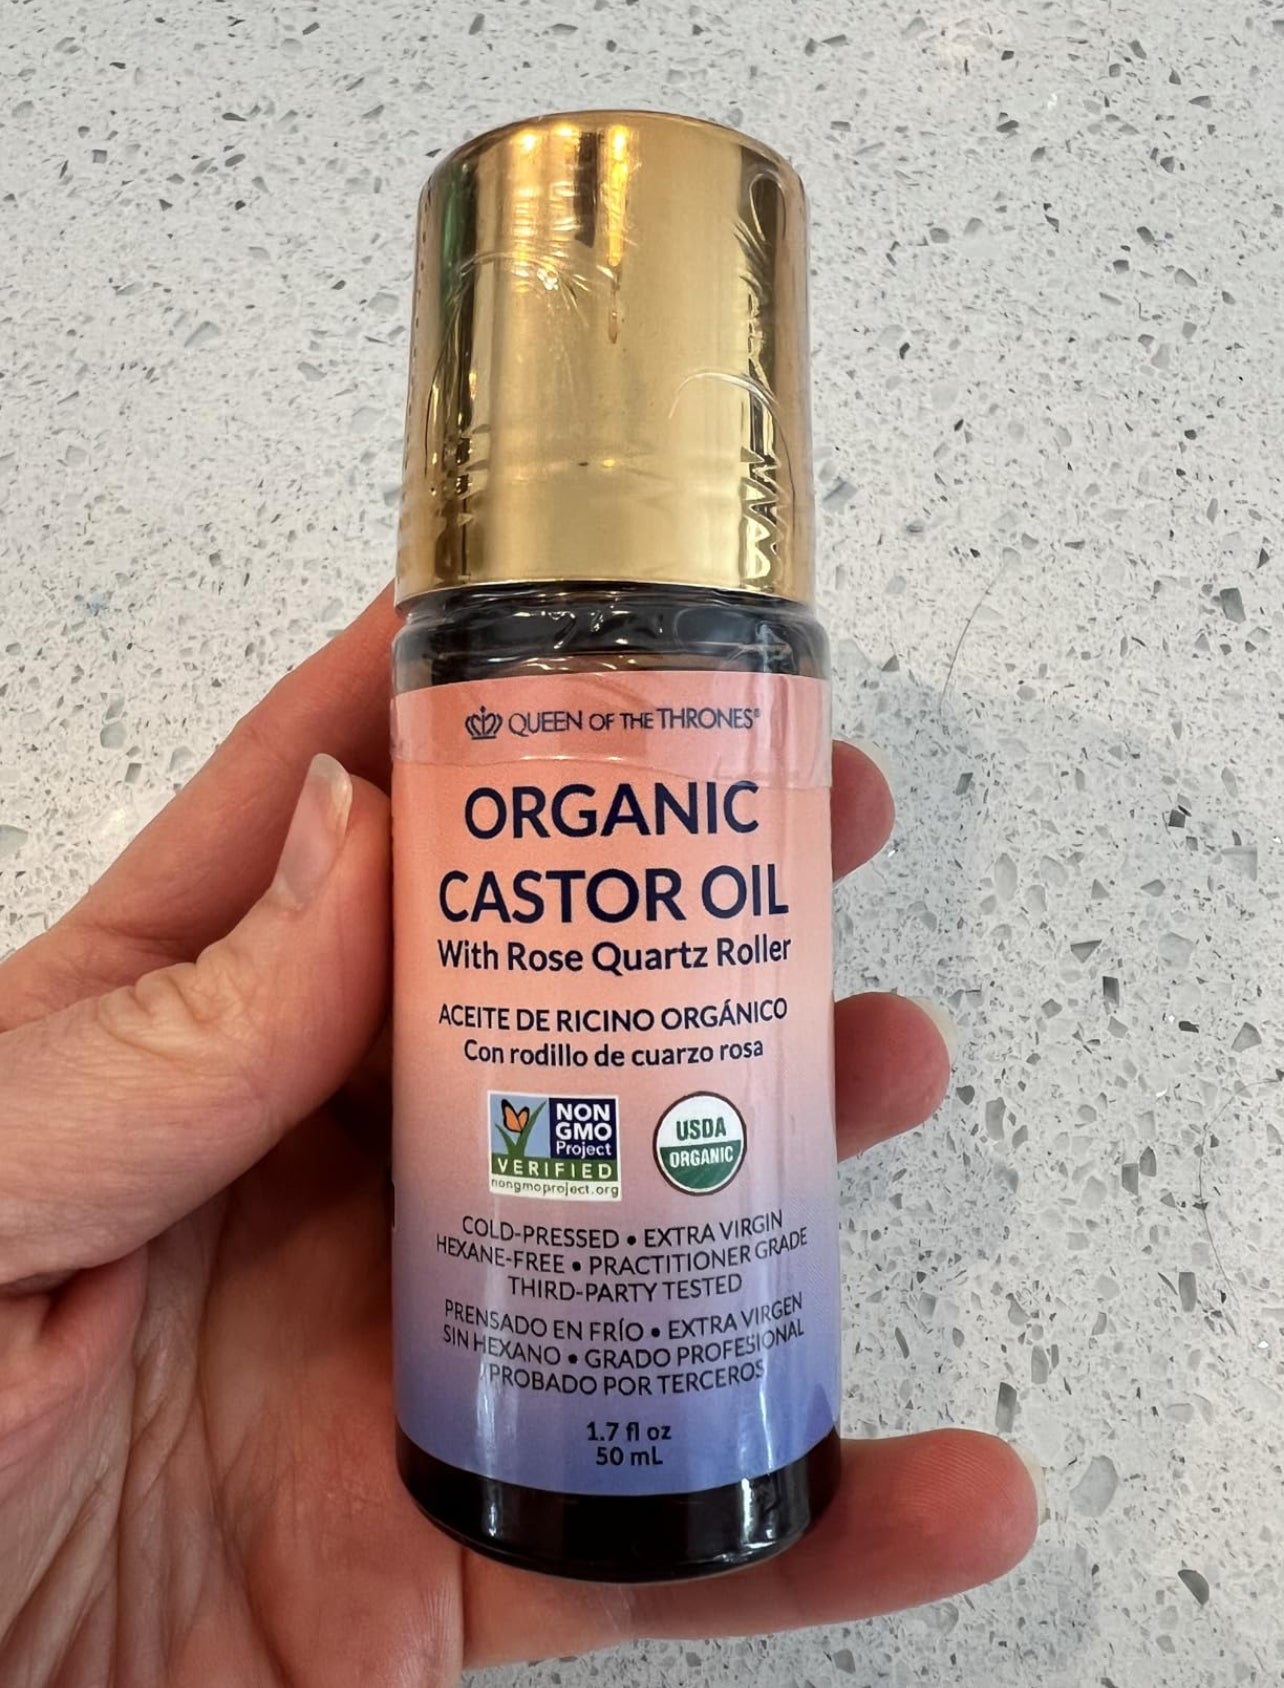 QUEEN OF THE THRONES®
ORGANIC
CASTOR OIL
With Rose Quartz Roller
ACEITE DE RICINO ORGÁNICO
Con rodillo de cuarzo rosa
NON
GMO
Project
VERIFIED
nongmoproject.org
USDA
ORGANIC
COLD-PRESSED • EXTRA VIRGIN
HEXANE-FREE • PRACTITIONER GRADE
THIRD-PARTY TESTED
PRENSADO EN FRÍO • EXTRA VIRGEN
SIN HEXANO • GRADO PROFESIONAL
PROBADO POR TERCEROS
1.7 fl oz
50 mL